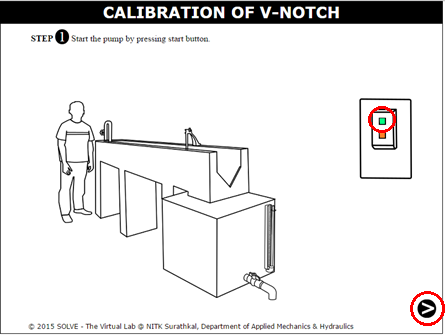 CALIBRATION OF V-NOTCH
STEP 1 Start the pump by pressing start button.
© 2015 SOLVE - The Virtual Lab @ NITK Surathkal, Department of Applied Mechanics & Hydraulics